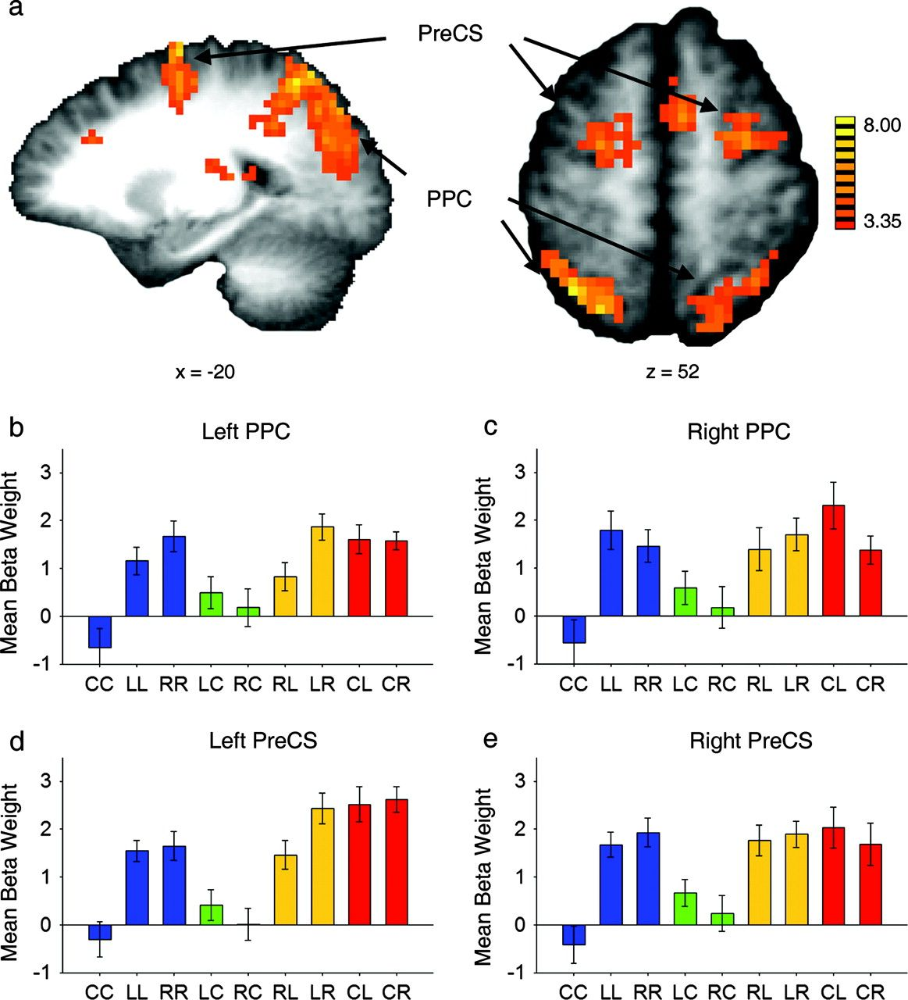 a
PreCS
PPC
8.00
3.35
x = -20
z = 52
b
Left PPC
Mean Beta Weight
3
2
1
0
-1
CC LL RR LC RC RL LR CL CR
c
Right PPC
Mean Beta Weight
3
2
1
0
-1
CC LL RR LC RC RL LR CL CR
d
Left PreCS
Mean Beta Weight
3
2
1
0
-1
CC LL RR LC RC RL LR CL CR
e
Right PreCS
Mean Beta Weight
3
2
1
0
-1
CC LL RR LC RC RL LR CL CR